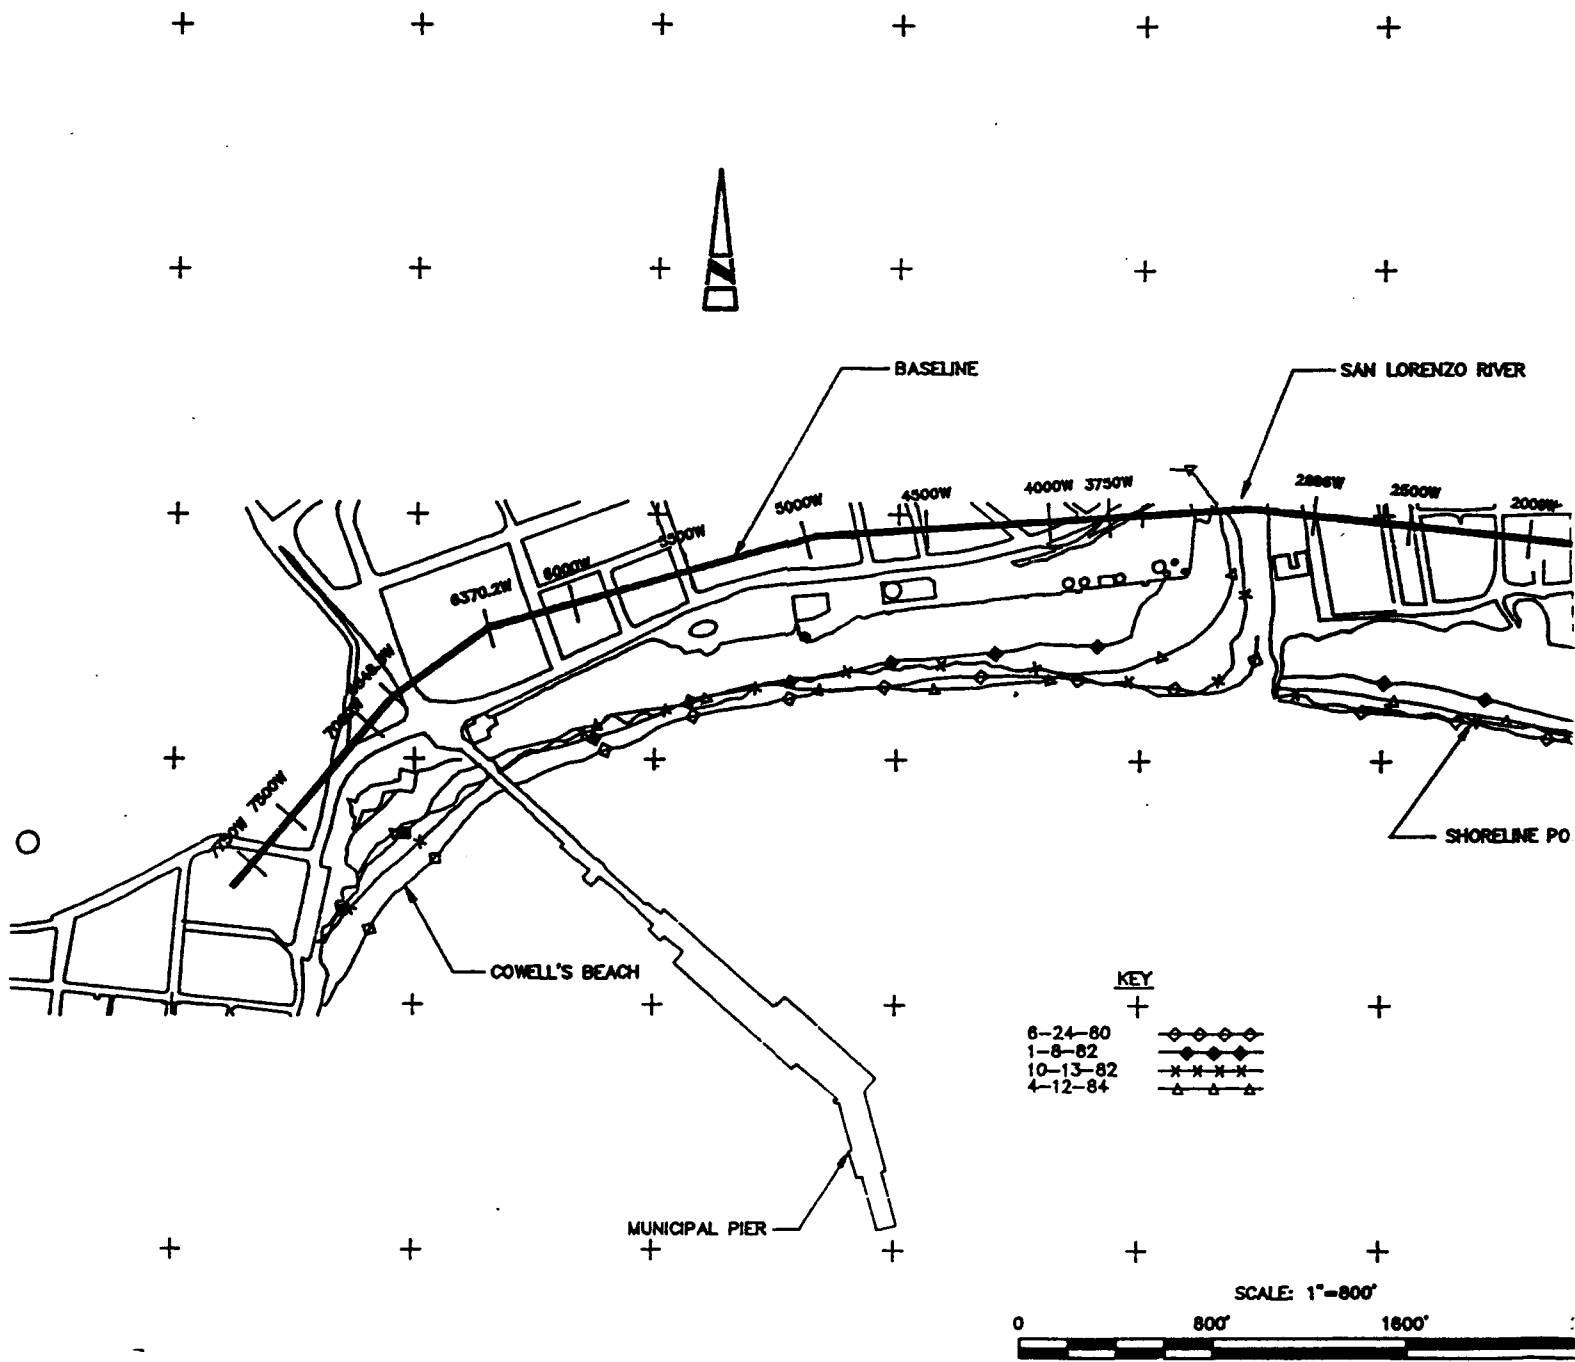 N
BASELINE
SAN LORENZO RIVER
5000W
4500W
4000W
3750W
2500W
5500W
6000W
6370.2W
7500W
7750W
SHORELINE PO
COWELL'S BEACH
KEY
6-24-80
1-8-82
10-13-82
4-12-84
MUNICIPAL PIER
SCALE: 1"=800'
0 800' 1600'